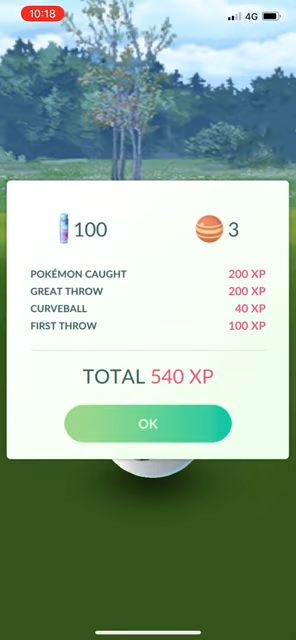 10:18
4G
100
3
POKÉMON CAUGHT 200 XP
GREAT THROW 200 XP
CURVEBALL 40 XP
FIRST THROW 100 XP
TOTAL 540 XP
OK